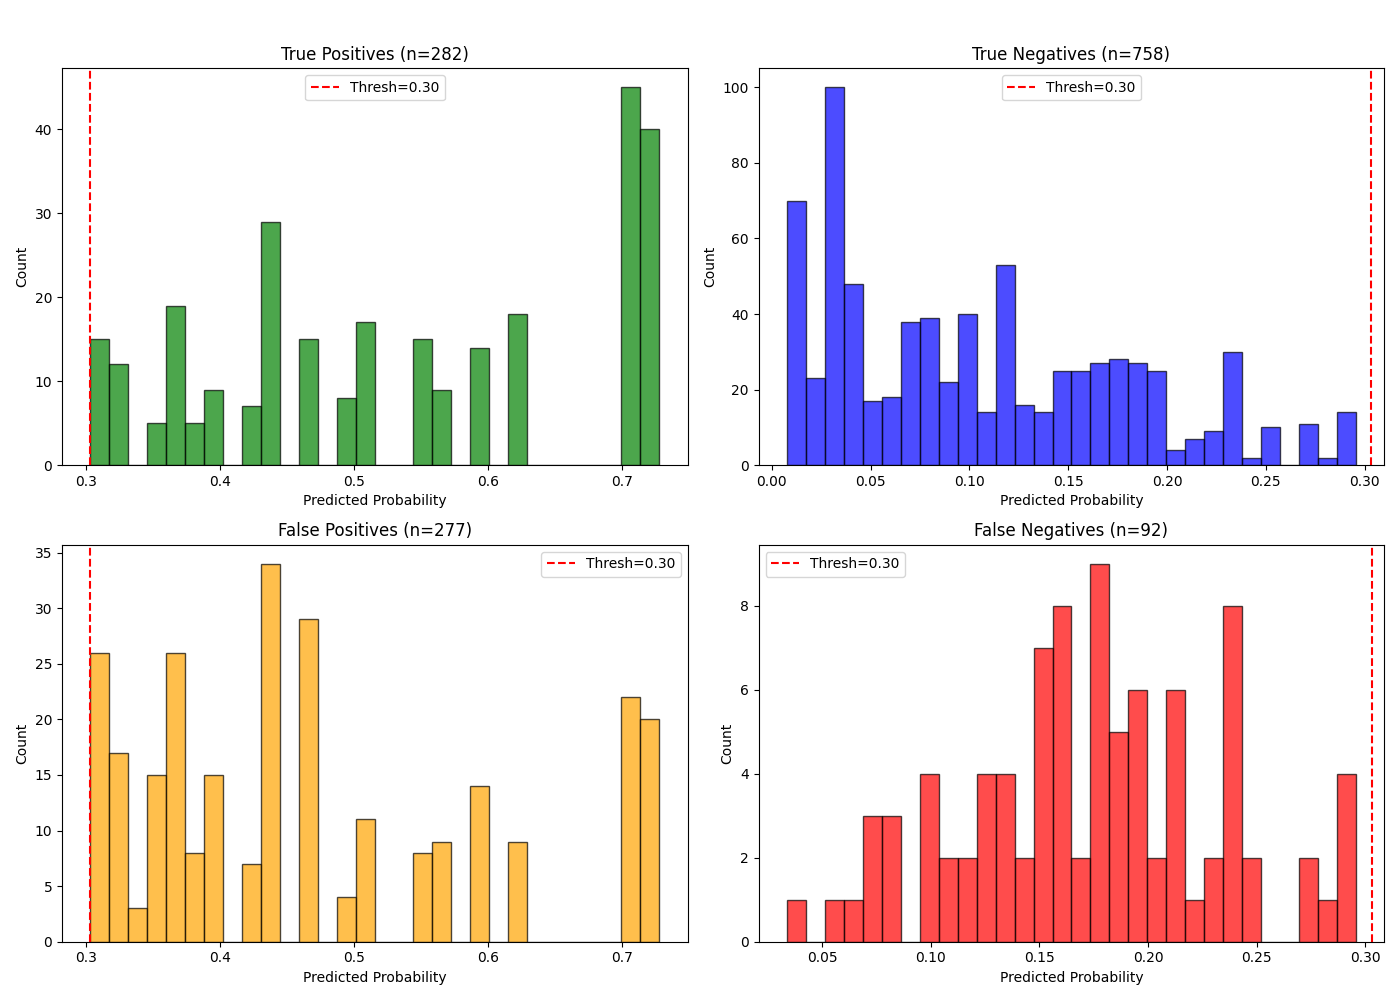 True Positives (n=282)
Thresh=0.30
Count
40
30
20
10
0
0.3 0.4 0.5 0.6 0.7
Predicted Probability
True Negatives (n=758)
Thresh=0.30
Count
100
80
60
40
20
0
0.00 0.05 0.10 0.15 0.20 0.25 0.30
Predicted Probability
False Positives (n=277)
Thresh=0.30
Count
35
30
25
20
15
10
5
0
0.3 0.4 0.5 0.6 0.7
Predicted Probability
False Negatives (n=92)
Thresh=0.30
Count
8
6
4
2
0
0.05 0.10 0.15 0.20 0.25 0.30
Predicted Probability